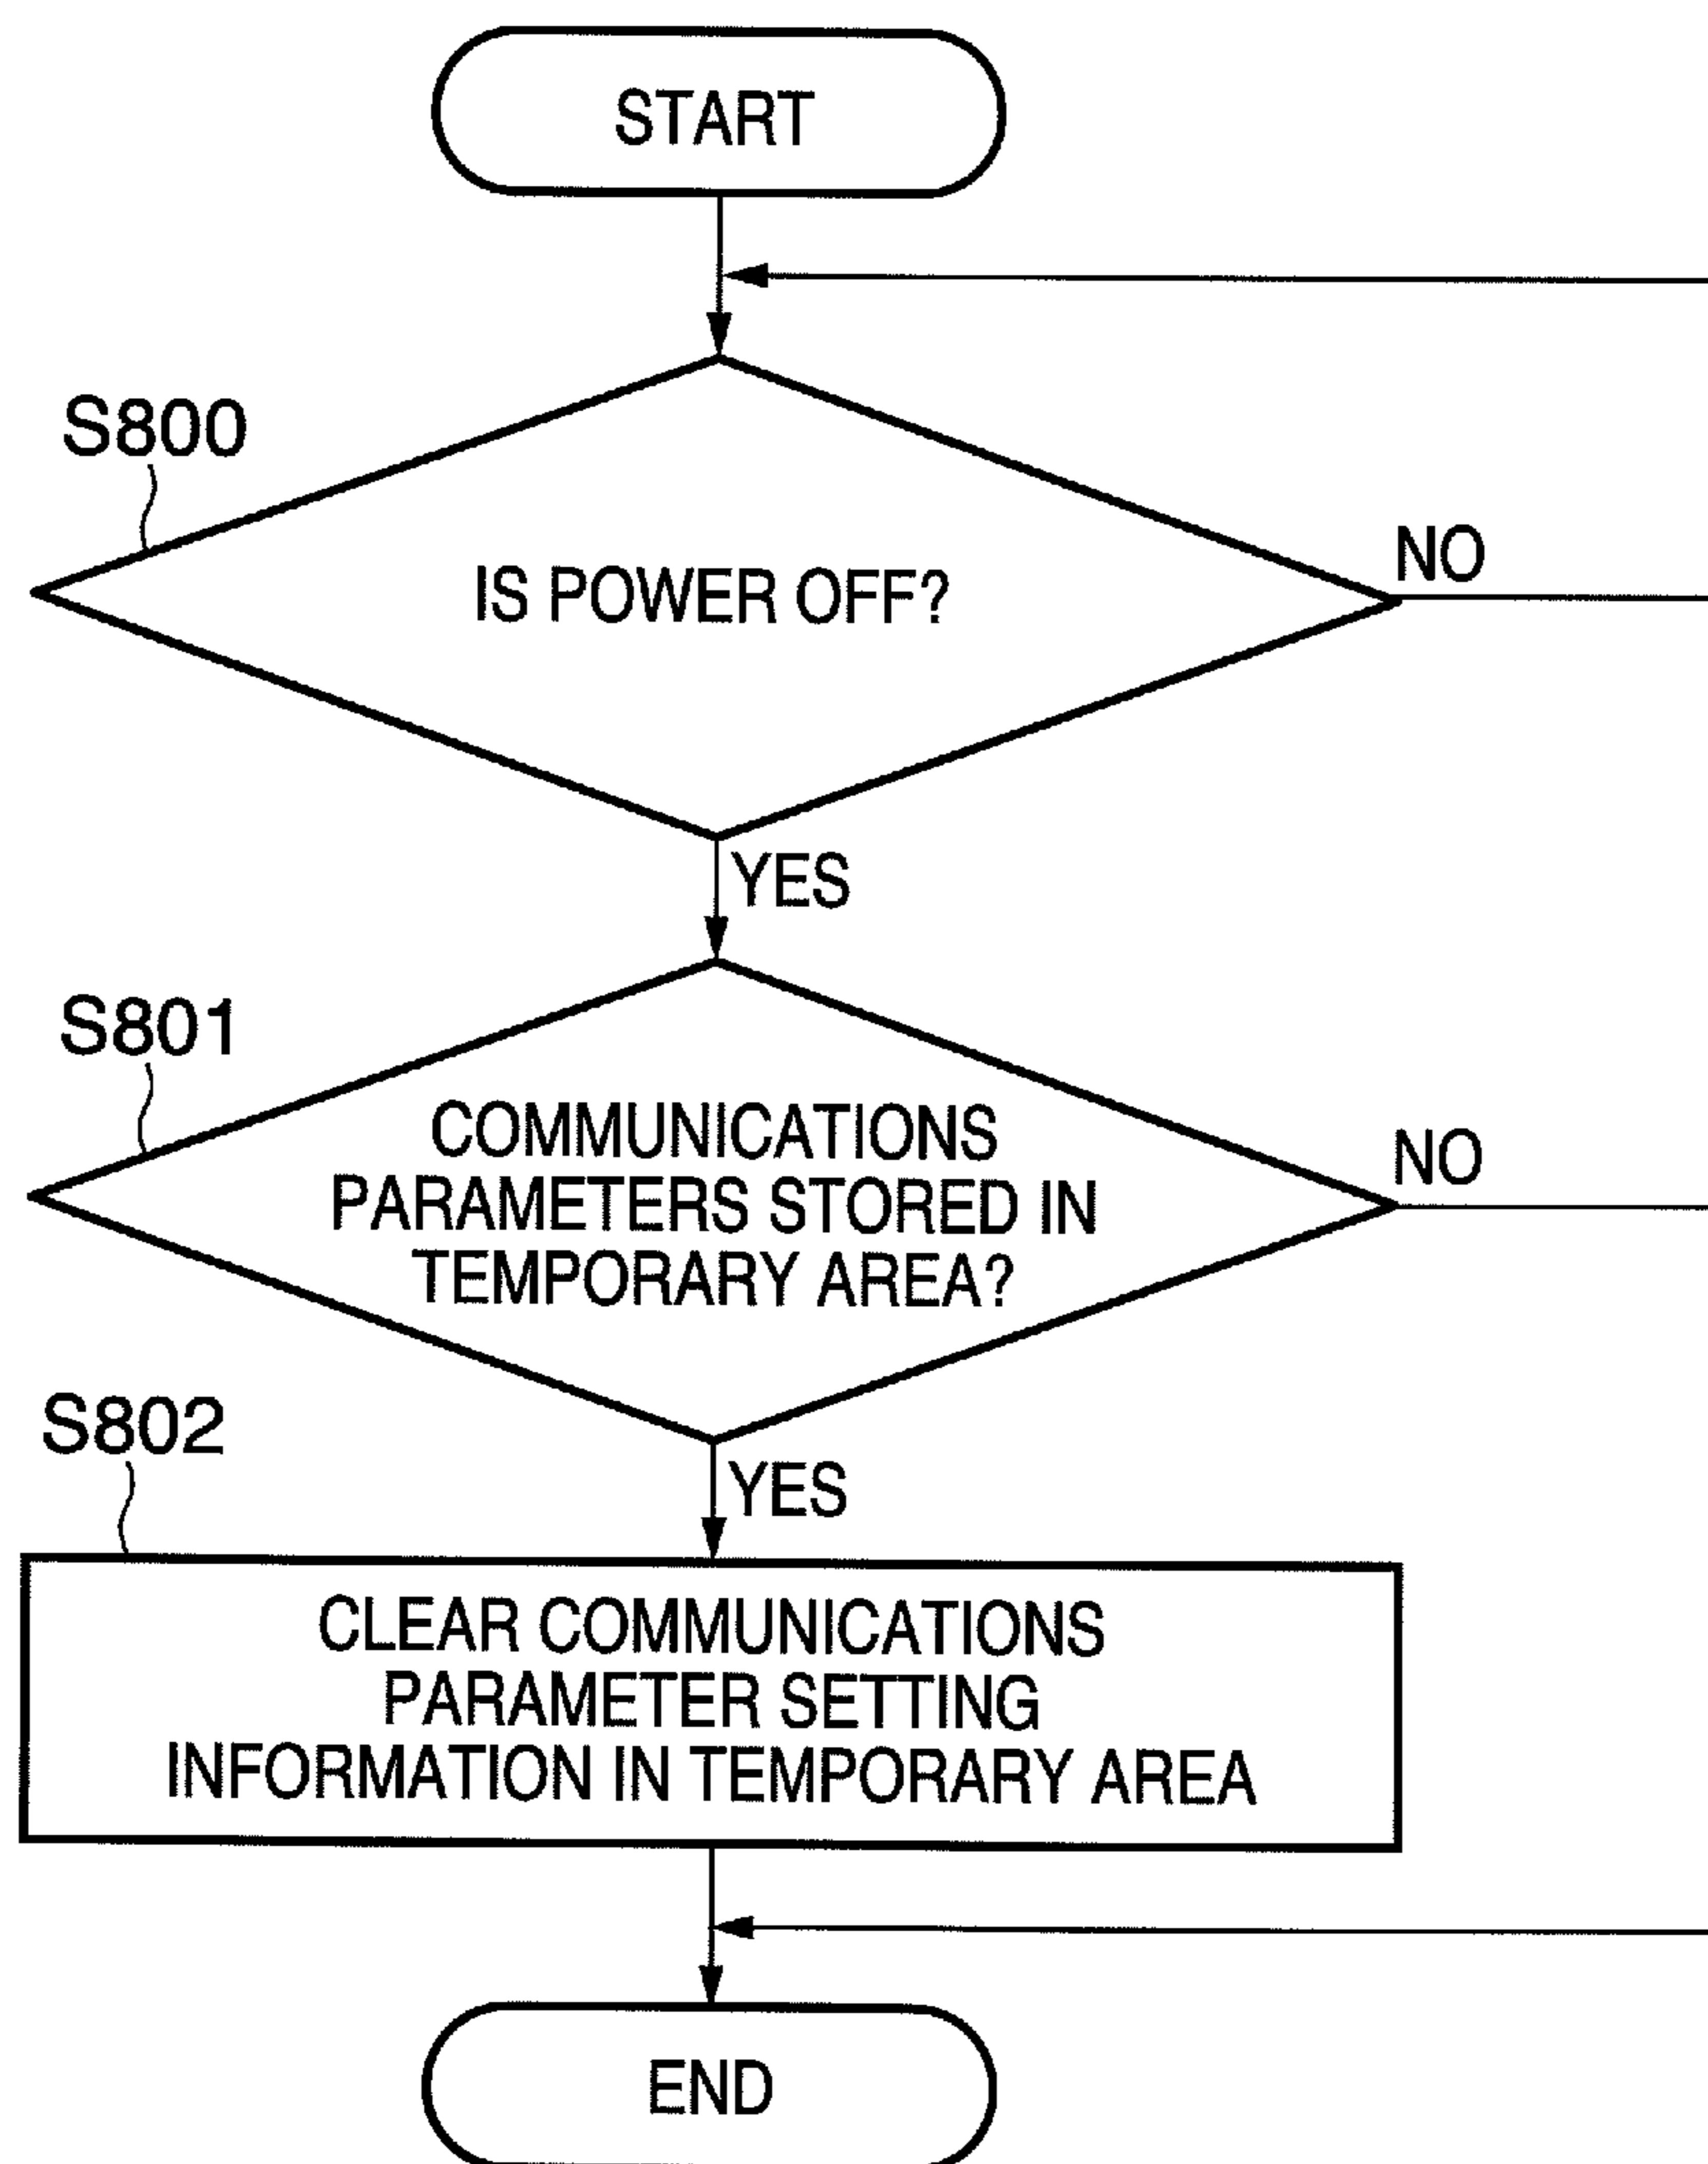 START
S800
IS POWER OFF?
NO
YES
S801
COMMUNICATIONS
PARAMETERS STORED IN
TEMPORARY AREA?
NO
S802
YES
CLEAR COMMUNICATIONS
PARAMETER SETTING
INFORMATION IN TEMPORARY AREA
END